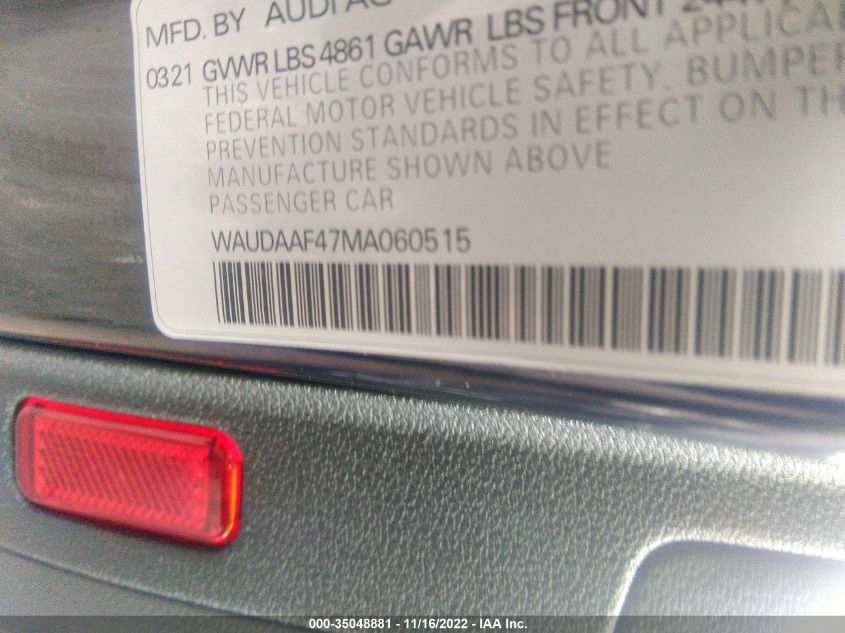 MFD. BY AUDI AG
0321 GVWR LBS 4861 GAWR LBS FRONT
THIS VEHICLE CONFORMS TO ALL
FEDERAL MOTOR VEHICLE SAFETY. BUMPER
PREVENTION STANDARDS IN EFFECT ON
MANUFACTURE SHOWN ABOVE
PASSENGER CAR
WAUDAAF47MA060515
000-35048881 - 11/16/2022 - IAA Inc.